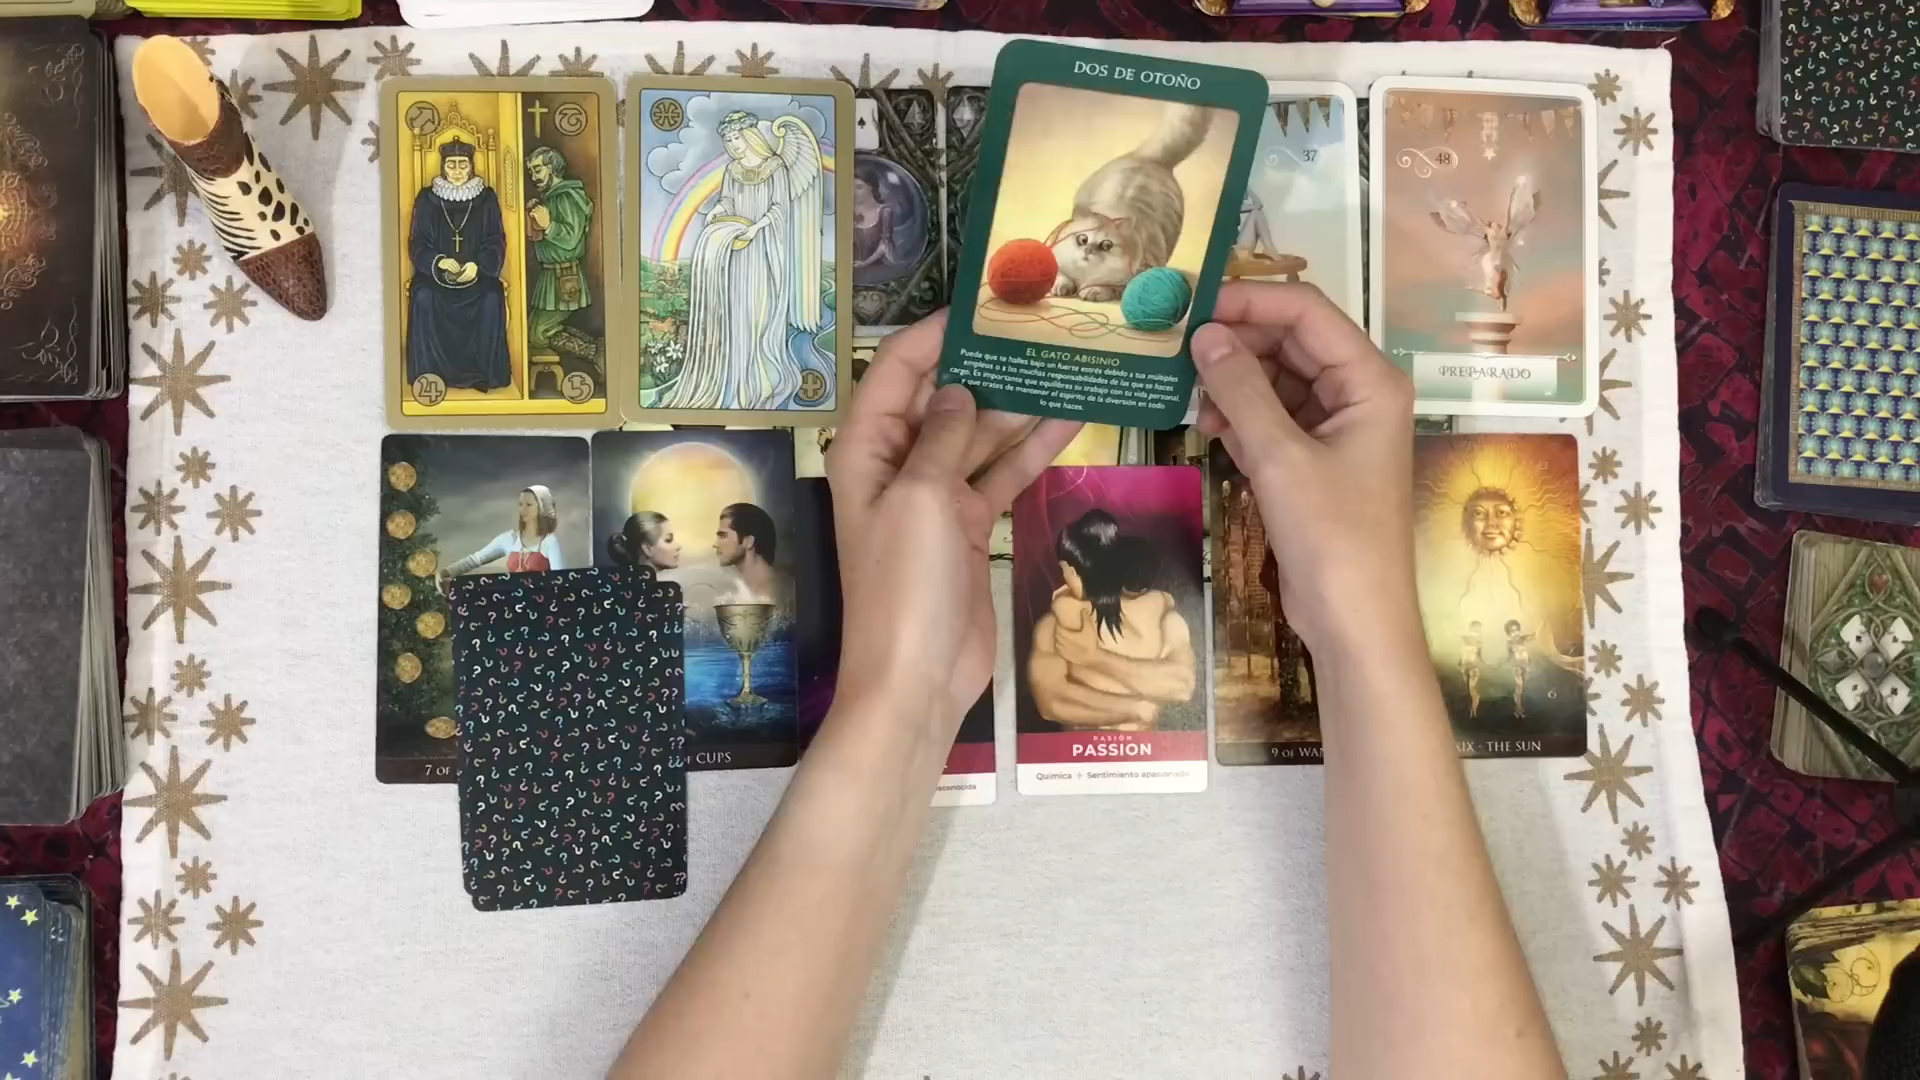 DOS DE OTOÑO
EL GATO ABISINIO
Puede que te halles bajo un fuerte estrés debido a tus múltiples
empleos o a las muchas responsabilidades de las que se haces
cargo. Es importante que equilibres tu trabajo con tu vida personal,
y que trates de mantener el espíritu de la diversión en todo
lo que haces.
37
48
PREPARADO
7 OF
CUPS
PASIÓN
PASSION
Química + Sentimiento apasionado
9 OF WAN
XIX - THE SUN
6